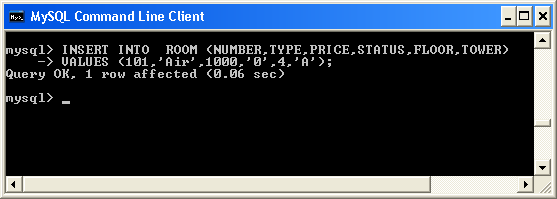 MySQL Command Line Client
mysql> INSERT INTO  ROOM (NUMBER,TYPE,PRICE,STATUS,FLOOR,TOWER)
    -> VALUES (101,'Air',1000,'0',4,'A');
Query OK, 1 row affected (0.06 sec)
mysql> _